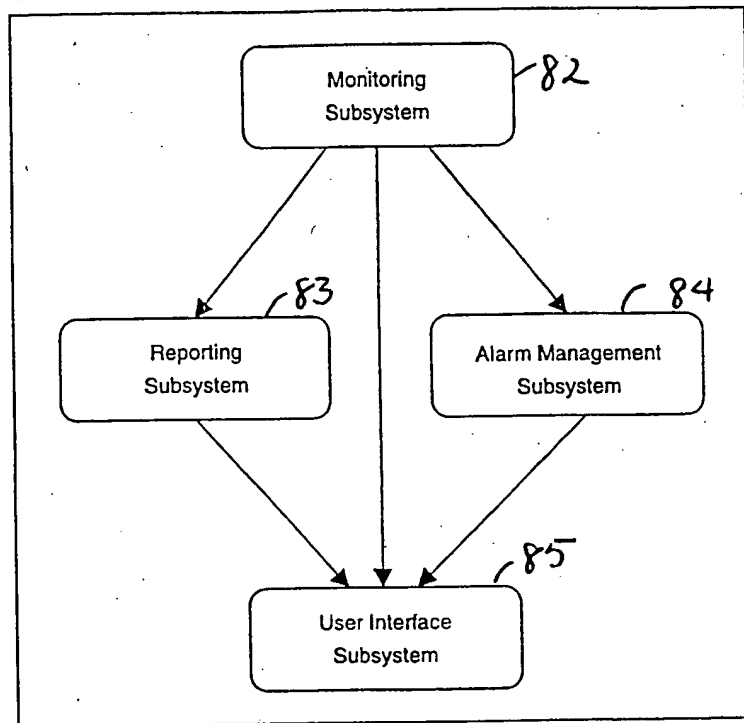 Monitoring
Subsystem
82
Reporting
Subsystem
83
Alarm Management
Subsystem
84
User Interface
Subsystem
85